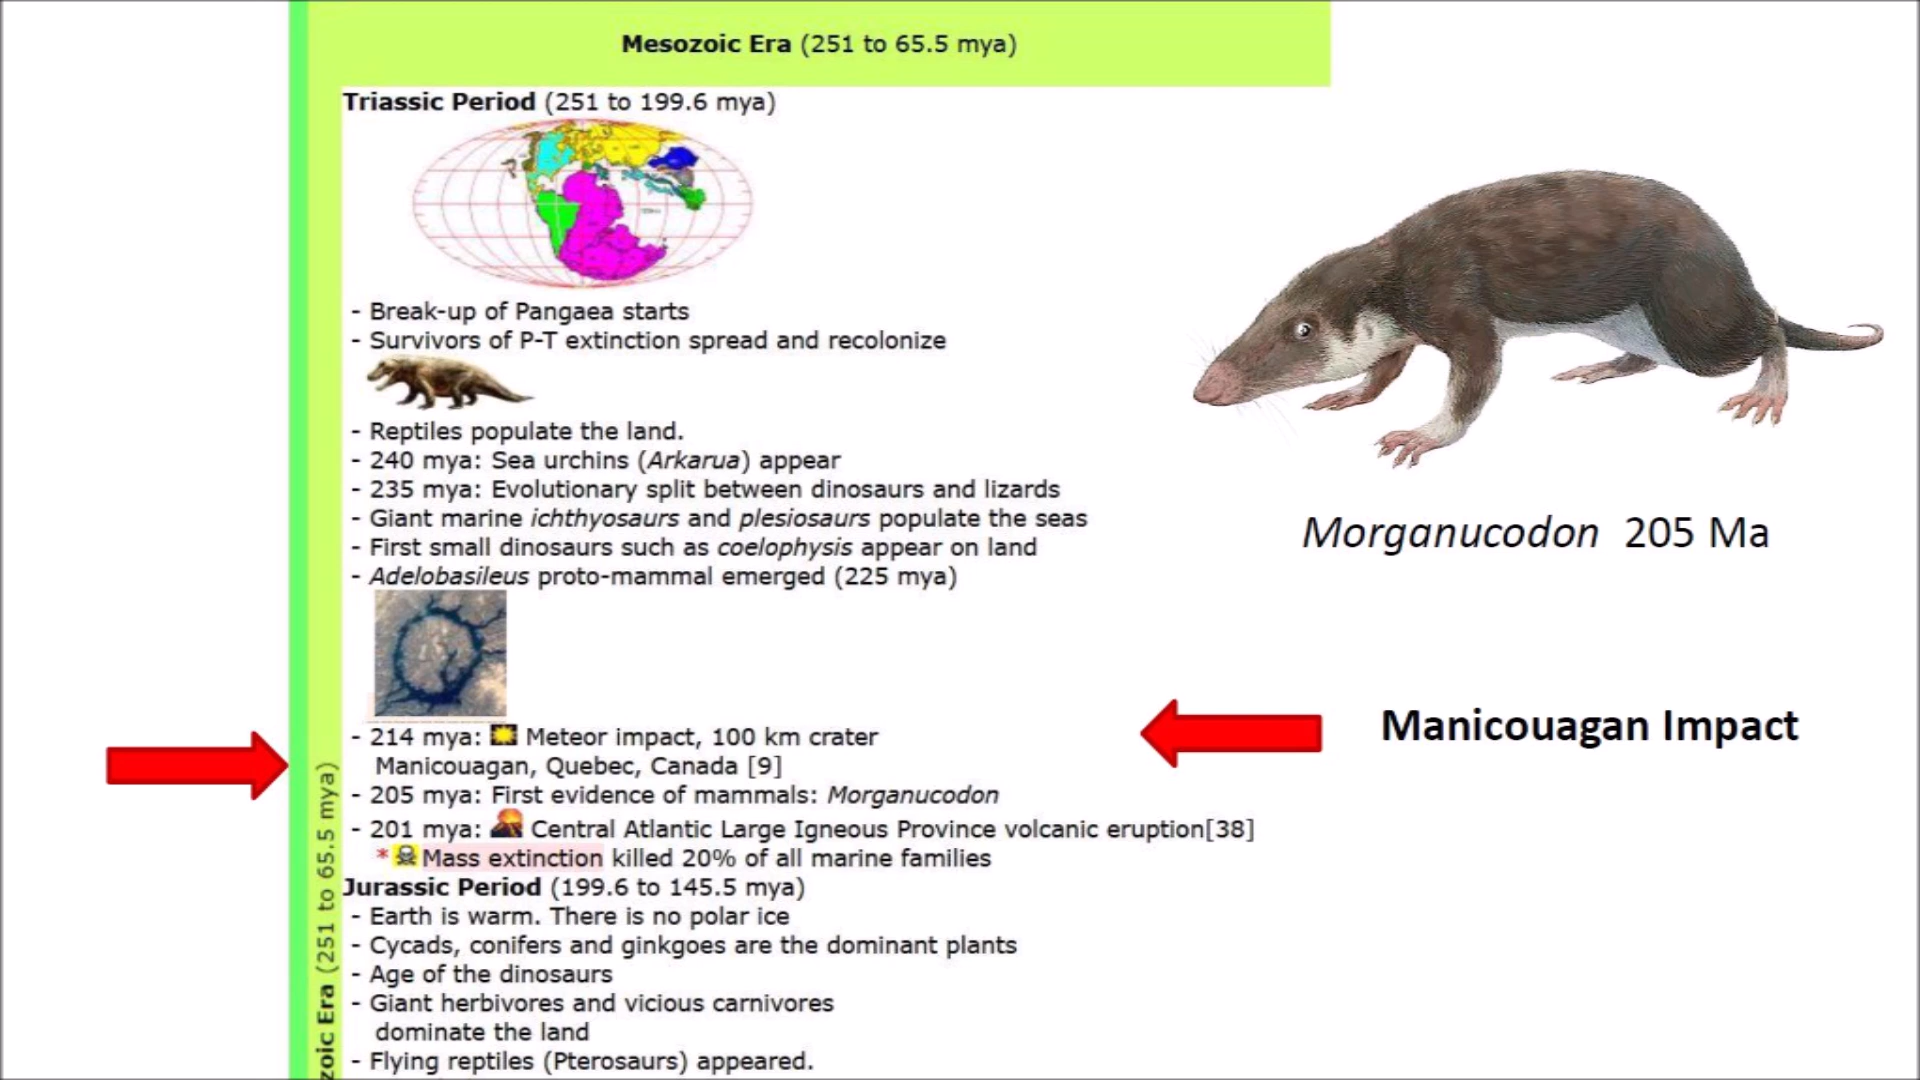 Mesozoic Era (251 to 65.5 mya)
Triassic Period (251 to 199.6 mya)
- Break-up of Pangaea starts
- Survivors of P-T extinction spread and recolonize
- Reptiles populate the land.
- 240 mya: Sea urchins (Arkarua) appear
- 235 mya: Evolutionary split between dinosaurs and lizards
- Giant marine ichthyosaurs and plesiosaurs populate the seas
- First small dinosaurs such as coelophysis appear on land
- Adelobasileus proto-mammal emerged (225 mya)
- 214 mya: Meteor impact, 100 km crater
Manicouagan, Quebec, Canada [9]
- 205 mya: First evidence of mammals: Morganucodon
- 201 mya: Central Atlantic Large Igneous Province volcanic eruption[38]
* Mass extinction killed 20% of all marine families
Jurassic Period (199.6 to 145.5 mya)
- Earth is warm. There is no polar ice
- Cycads, conifers and ginkgoes are the dominant plants
- Age of the dinosaurs
- Giant herbivores and vicious carnivores
dominate the land
- Flying reptiles (Pterosaurs) appeared.
zoic Era (251 to 65.5 mya)
Morganucodon 205 Ma
Manicouagan Impact